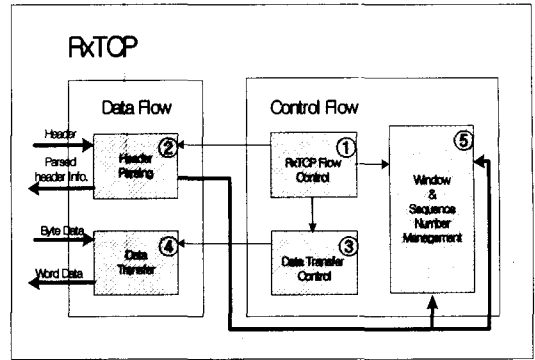 RxTCP
Data Flow
Control Flow
Header
Parsed
header Info.
Byte Data
Word Data
②
Header
Parsing
④
Data
Transfer
①
RxTCP Flow
Control
③
Data Transfer
Control
⑤
Window
&
Sequence
Number
Management